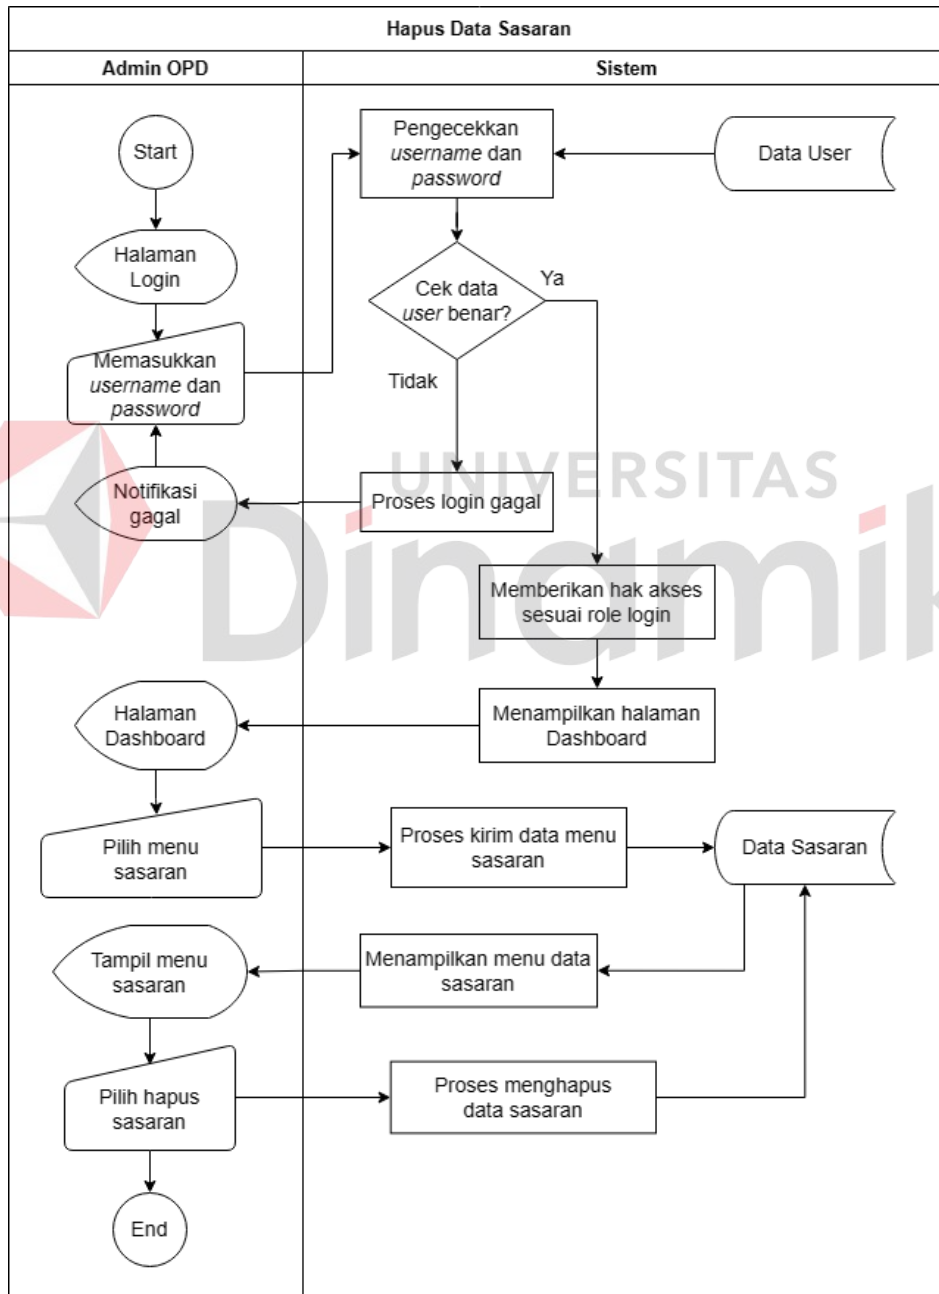 Hapus Data Sasaran
Admin OPD
Sistem
Start
Pengecekkan
username dan
password
Data User
Halaman
Login
Cek data
user benar?
Ya
Tidak
Memasukkan
username dan
password
Notifikasi
gagal
Proses login gagal
UNIVERSITAS
Dinamik
Memberikan hak akses
sesuai role login
Halaman
Dashboard
Menampilkan halaman
Dashboard
Pilih menu
sasaran
Proses kirim data menu
sasaran
Data Sasaran
Tampil menu
sasaran
Menampilkan menu data
sasaran
Pilih hapus
sasaran
Proses menghapus
data sasaran
End